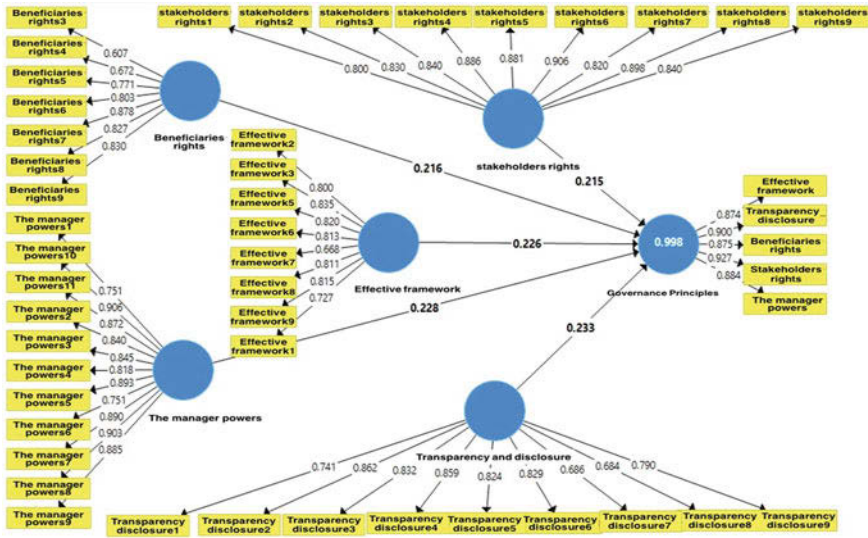 Beneficiaries
rights3
Beneficiaries
rights4
Beneficiaries
rights5
Beneficiaries
rights6
Beneficiaries
rights7
Beneficiaries
rights8
Beneficiaries
rights9
0.607
0.672
0.771
0.803
0.878
0.827
0.830
Beneficiaries
rights
stakeholders
rights1
stakeholders
rights2
stakeholders
rights3
stakeholders
rights4
stakeholders
rights5
stakeholders
rights6
stakeholders
rights7
stakeholders
rights8
stakeholders
rights9
0.800
0.830
0.840
0.886
0.881
0.906
0.820
0.898
0.840
stakeholders rights
0.216
0.215
Effective
framework2
Effective
framework3
Effective
framework5
Effective
framework6
Effective
framework7
Effective
framework8
Effective
framework9
Effective
framework1
0.800
0.835
0.820
0.813
0.668
0.811
0.815
0.727
Effective framework
0.226
0.228
0.998
Governance Principles
0.874
0.900
0.875
0.927
0.884
Effective
framework
Transparency_
disclosure
Beneficiaries
rights
Stakeholders
rights
The manager
powers
0.233
The manager
powers1
The manager
powers10
The manager
powers11
The manager
powers2
The manager
powers3
The manager
powers4
The manager
powers5
The manager
powers6
The manager
powers7
The manager
powers8
The manager
powers9
0.751
0.906
0.872
0.840
0.845
0.818
0.893
0.751
0.890
0.903
0.885
The manager powers
Transparency and disclosure
0.741
0.862
0.832
0.859
0.824
0.829
0.686
0.684
0.790
Transparency
disclosure1
Transparency
disclosure2
Transparency
disclosure3
Transparency
disclosure4
Transparency
disclosure5
Transparency
disclosure6
Transparency
disclosure7
Transparency
disclosure8
Transparency
disclosure9